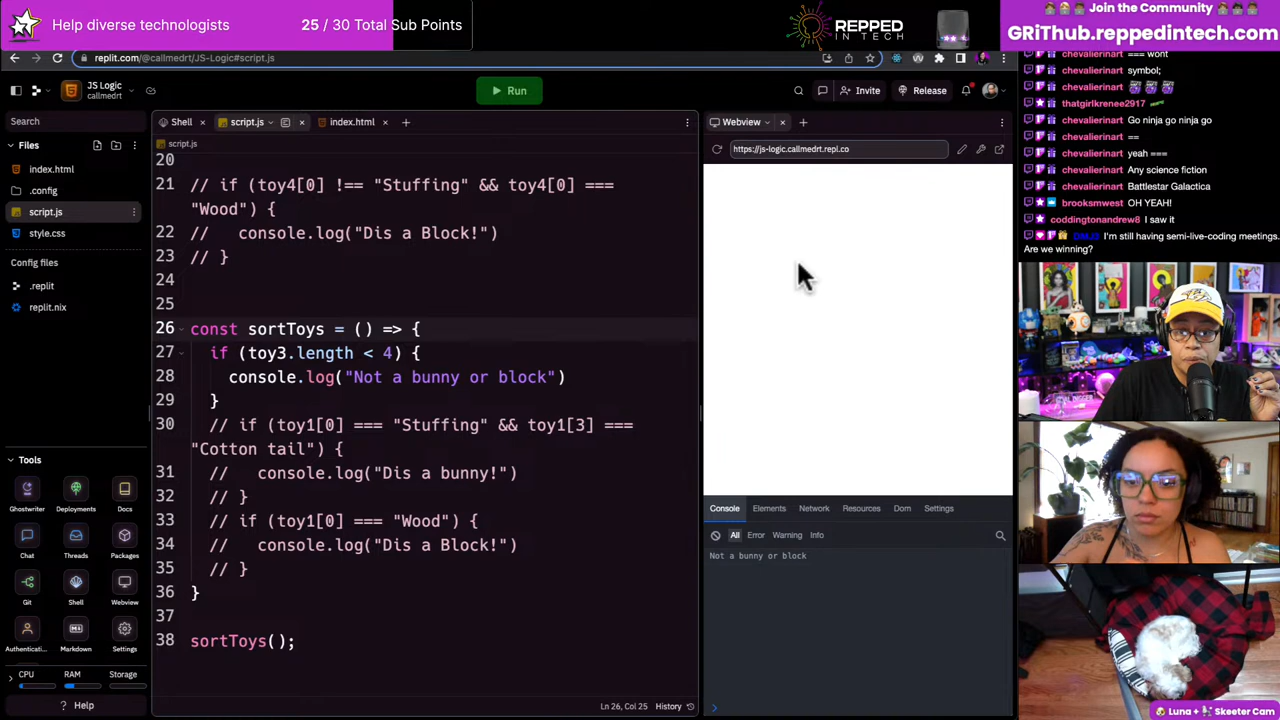 Help diverse technologists
25 / 30 Total Sub Points
REPPED
IN TECH
Join the Community
GRiThub.reppedintech.com
replit.com/@callmedrt/JS-Logic#script.js
JS Logic
callmedrt
Run
Invite
Release
Search
Files
index.html
.config
script.js
style.css
Config files
.replit
replit.nix
Tools
Ghostwriter
Deployments
Docs
Chat
Threads
Packages
Git
Shell
Webview
Authenticati...
Markdown
Settings
CPU
RAM
Storage
Help
Shell
script.js
index.html
script.js
20
21 // if (toy4[0] !== "Stuffing" && toy4[0] ===
"Wood") {
22 //   console.log("Dis a Block!")
23 // }
24
25
26 const sortToys = () => {
27 if (toy3.length < 4) {
28 console.log("Not a bunny or block")
29 }
30 // if (toy1[0] === "Stuffing" && toy1[3] ===
"Cotton tail") {
31 //   console.log("Dis a bunny!")
32 // }
33 // if (toy1[0] === "Wood") {
34 //   console.log("Dis a Block!")
35 // }
36 }
37
38 sortToys();
Ln 26, Col 25
History
Webview
https://js-logic.callmedrt.repl.co
Console
Elements
Network
Resources
Dom
Settings
All
Error
Warning
Info
Not a bunny or block
chevalierinart === wont
chevalierinart symbol;
chevalierinart
thatgirlkrenee2917
chevalierinart Go ninja go ninja go
chevalierinart ==
chevalierinart yeah ===
chevalierinart Any science fiction
chevalierinart Battlestar Galactica
brooksmwest OH YEAH!
coddingtonandrew8 I saw it
I'm still having semi-live-coding meetings.
Are we winning?
Luna + Skeeter Cam